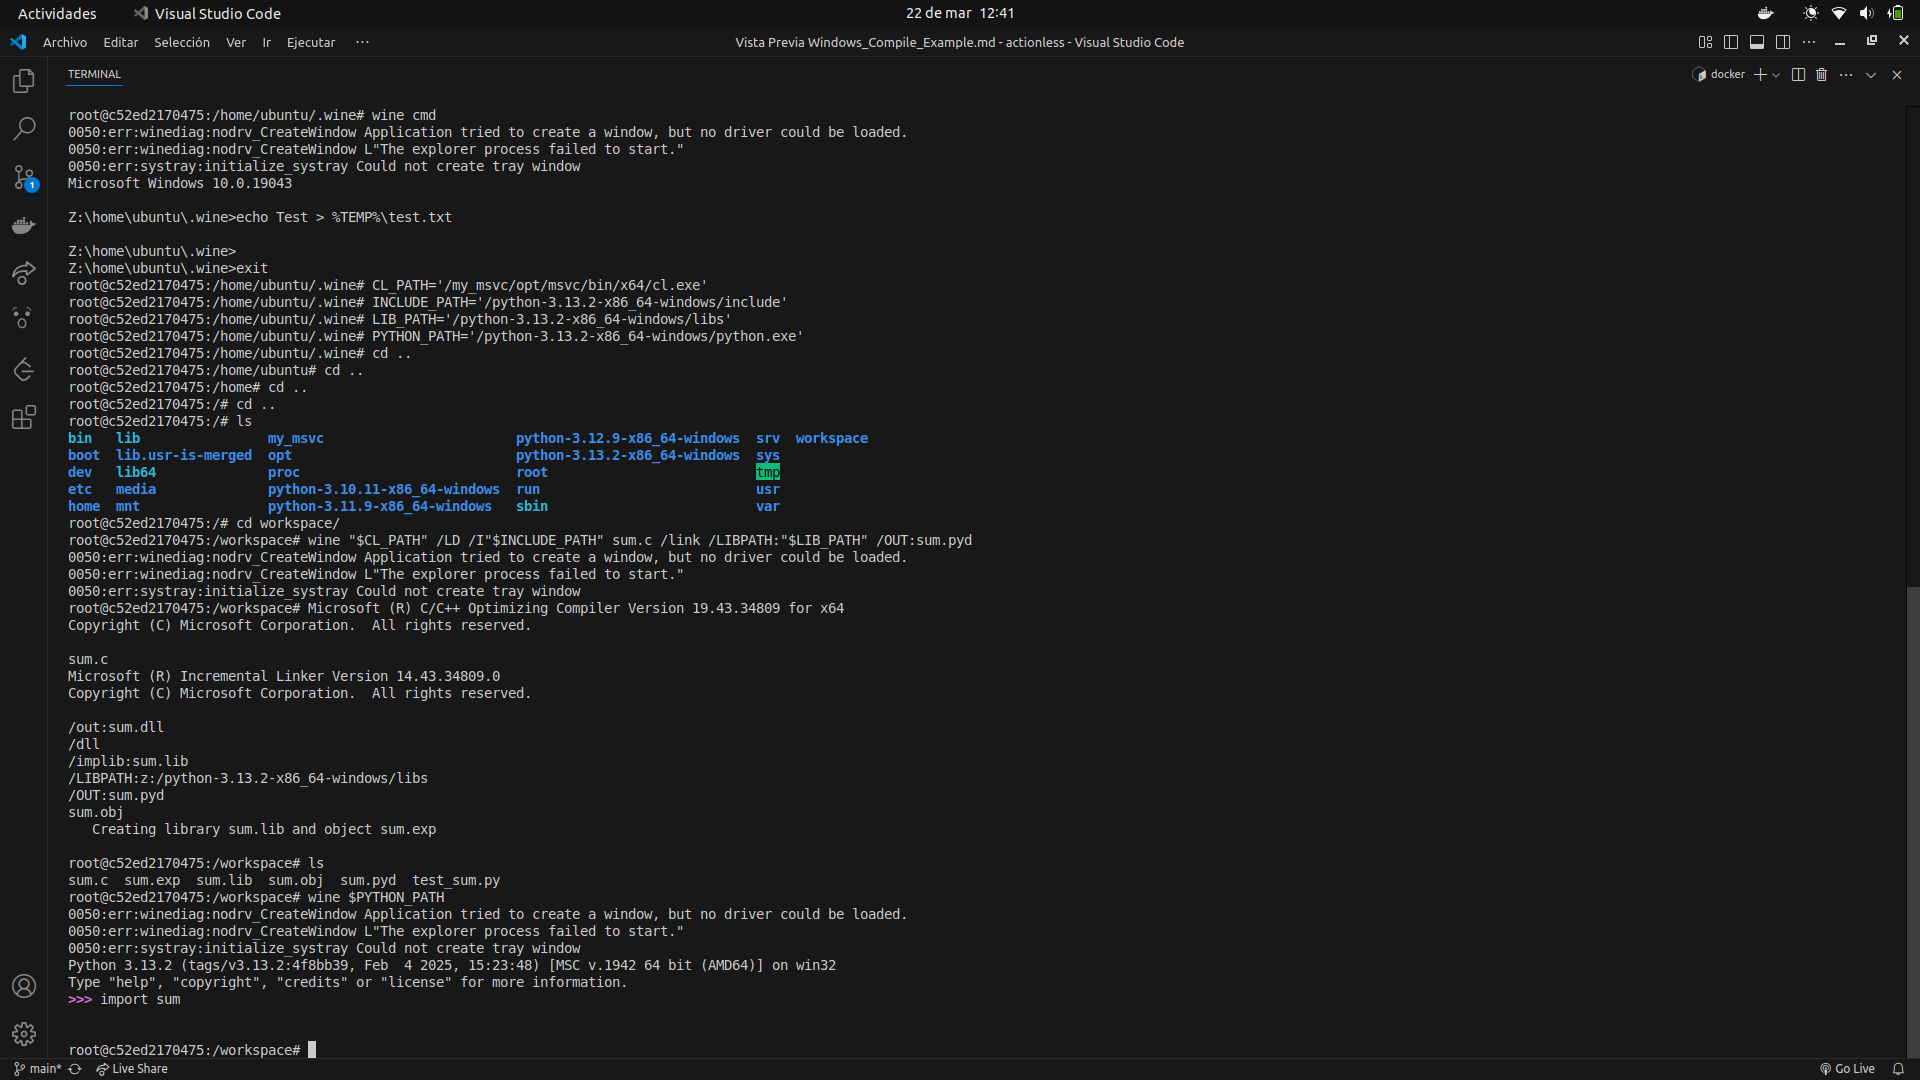 Actividades Visual Studio Code 22 de mar 12:41
Archivo Editar Selección Ver Ir Ejecutar ··· Vista Previa Windows_Compile_Example.md - actionless - Visual Studio Code
TERMINAL docker
root@c52ed2170475:/home/ubuntu/.wine# wine cmd
0050:err:winediag:nodrv_CreateWindow Application tried to create a window, but no driver could be loaded.
0050:err:winediag:nodrv_CreateWindow L"The explorer process failed to start."
0050:err:systray:initialize_systray Could not create tray window
Microsoft Windows 10.0.19043
Z:\home\ubuntu\.wine>echo Test > %TEMP%\test.txt
Z:\home\ubuntu\.wine>
Z:\home\ubuntu\.wine>exit
root@c52ed2170475:/home/ubuntu/.wine# CL_PATH='/my_msvc/opt/msvc/bin/x64/cl.exe'
root@c52ed2170475:/home/ubuntu/.wine# INCLUDE_PATH='/python-3.13.2-x86_64-windows/include'
root@c52ed2170475:/home/ubuntu/.wine# LIB_PATH='/python-3.13.2-x86_64-windows/libs'
root@c52ed2170475:/home/ubuntu/.wine# PYTHON_PATH='/python-3.13.2-x86_64-windows/python.exe'
root@c52ed2170475:/home/ubuntu/.wine# cd ..
root@c52ed2170475:/home/ubuntu# cd ..
root@c52ed2170475:/home# cd ..
root@c52ed2170475:/# cd ..
root@c52ed2170475:/# ls
bin lib my_msvc python-3.12.9-x86_64-windows srv workspace
boot lib.usr-is-merged opt python-3.13.2-x86_64-windows sys
dev lib64 proc root tmp
etc media python-3.10.11-x86_64-windows run usr
home mnt python-3.11.9-x86_64-windows sbin var
root@c52ed2170475:/# cd workspace/
root@c52ed2170475:/workspace# wine "$CL_PATH" /LD /I"$INCLUDE_PATH" sum.c /link /LIBPATH:"$LIB_PATH" /OUT:sum.pyd
0050:err:winediag:nodrv_CreateWindow Application tried to create a window, but no driver could be loaded.
0050:err:winediag:nodrv_CreateWindow L"The explorer process failed to start."
0050:err:systray:initialize_systray Could not create tray window
root@c52ed2170475:/workspace# Microsoft (R) C/C++ Optimizing Compiler Version 19.43.34809 for x64
Copyright (C) Microsoft Corporation.  All rights reserved.
sum.c
Microsoft (R) Incremental Linker Version 14.43.34809.0
Copyright (C) Microsoft Corporation.  All rights reserved.
/out:sum.dll
/dll
/implib:sum.lib
/LIBPATH:z:/python-3.13.2-x86_64-windows/libs
/OUT:sum.pyd
sum.obj
   Creating library sum.lib and object sum.exp
root@c52ed2170475:/workspace# ls
sum.c  sum.exp  sum.lib  sum.obj  sum.pyd  test_sum.py
root@c52ed2170475:/workspace# wine $PYTHON_PATH
0050:err:winediag:nodrv_CreateWindow Application tried to create a window, but no driver could be loaded.
0050:err:winediag:nodrv_CreateWindow L"The explorer process failed to start."
0050:err:systray:initialize_systray Could not create tray window
Python 3.13.2 (tags/v3.13.2:4f8bb39, Feb  4 2025, 15:23:48) [MSC v.1942 64 bit (AMD64)] on win32
Type "help", "copyright", "credits" or "license" for more information.
>>> import sum
root@c52ed2170475:/workspace#
1
main* Live Share Go Live